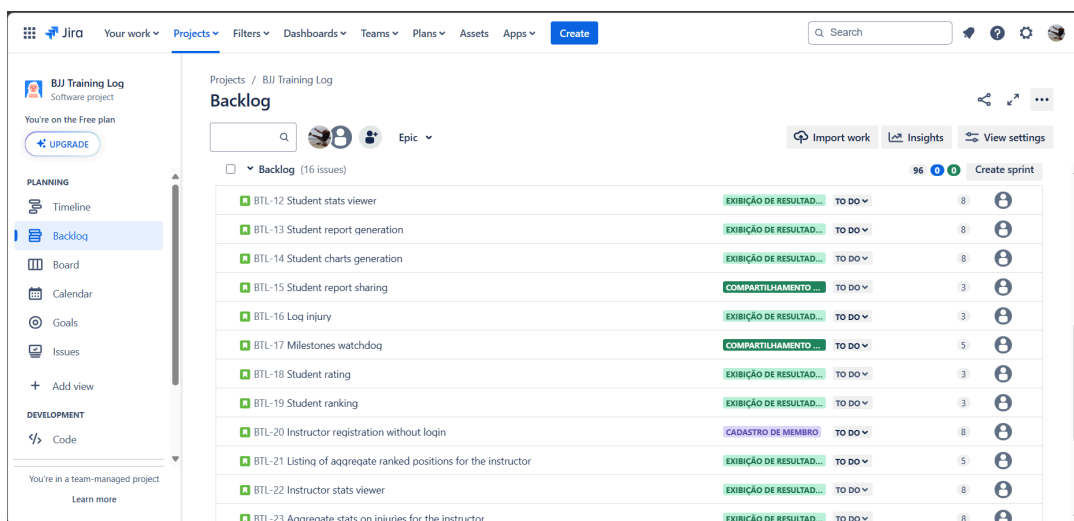 Jira Your work Projects Filters Dashboards Teams Plans Assets Apps Create Search
BJJ Training Log
Software project
You're on the Free plan
UPGRADE
PLANNING
Timeline
Backlog
Board
Calendar
Goals
Issues
Add view
DEVELOPMENT
Code
You're in a team-managed project
Learn more
Projects / BJJ Training Log
Backlog
Epic Import work Insights View settings
Backlog (16 issues) 96 0 0 Create sprint
BTL-12 Student stats viewer EXIBIÇÃO DE RESULTAD... TO DO 8
BTL-13 Student report generation EXIBIÇÃO DE RESULTAD... TO DO 8
BTL-14 Student charts generation EXIBIÇÃO DE RESULTAD... TO DO 8
BTL-15 Student report sharing COMPARTILHAMENTO ... TO DO 3
BTL-16 Log injury EXIBIÇÃO DE RESULTAD... TO DO 3
BTL-17 Milestones watchdog COMPARTILHAMENTO ... TO DO 5
BTL-18 Student rating EXIBIÇÃO DE RESULTAD... TO DO 3
BTL-19 Student ranking EXIBIÇÃO DE RESULTAD... TO DO 3
BTL-20 Instructor registration without login CADASTRO DE MEMBRO TO DO 8
BTL-21 Listing of aggregate ranked positions for the instructor EXIBIÇÃO DE RESULTAD... TO DO 5
BTL-22 Instructor stats viewer EXIBIÇÃO DE RESULTAD... TO DO 8
BTL-23 Aggregate stats on injuries for the instructor EXIBIÇÃO DE RESULTAD... TO DO 8